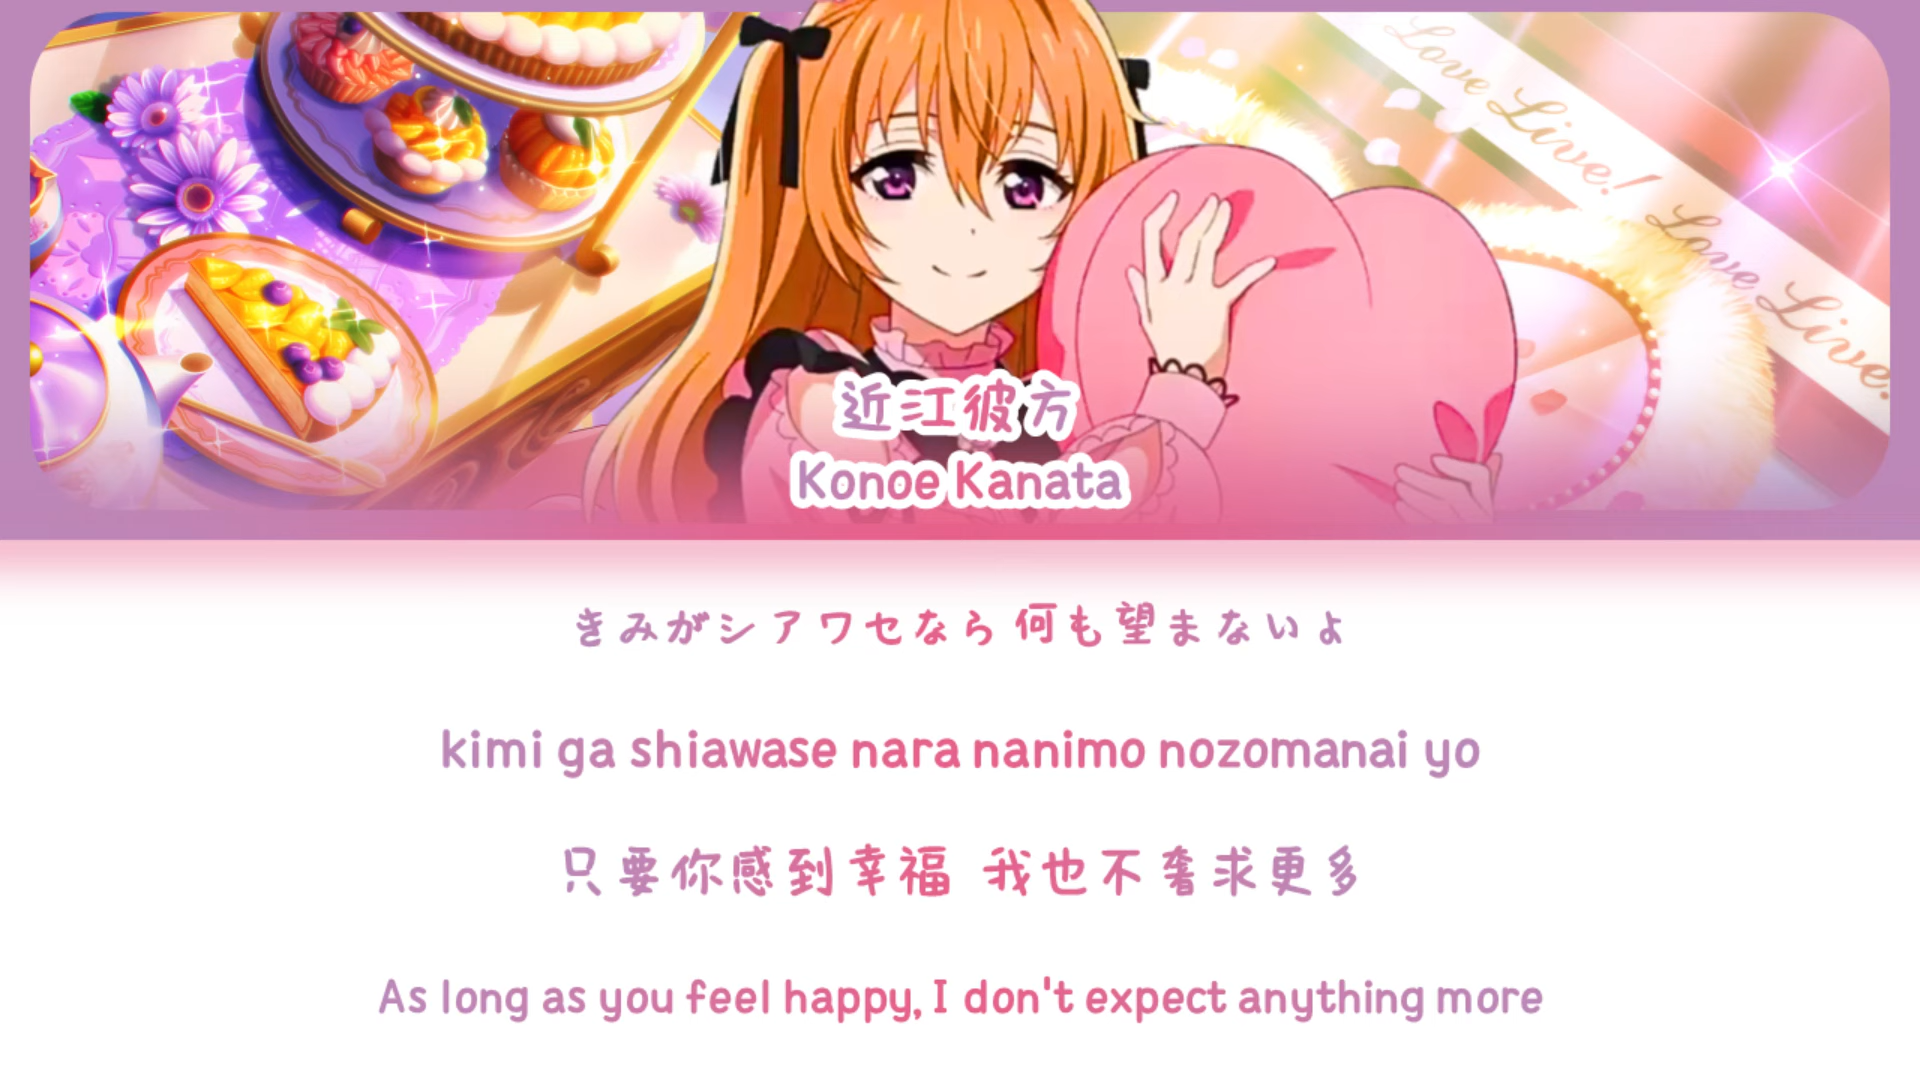 Love Live!
Love Live!
近江彼方
Konoe Kanata
きみがシアワセなら 何も望まないよ
kimi ga shiawase nara nanimo nozomanai yo
只要你感到幸福 我也不奢求更多
As long as you feel happy, I don't expect anything more